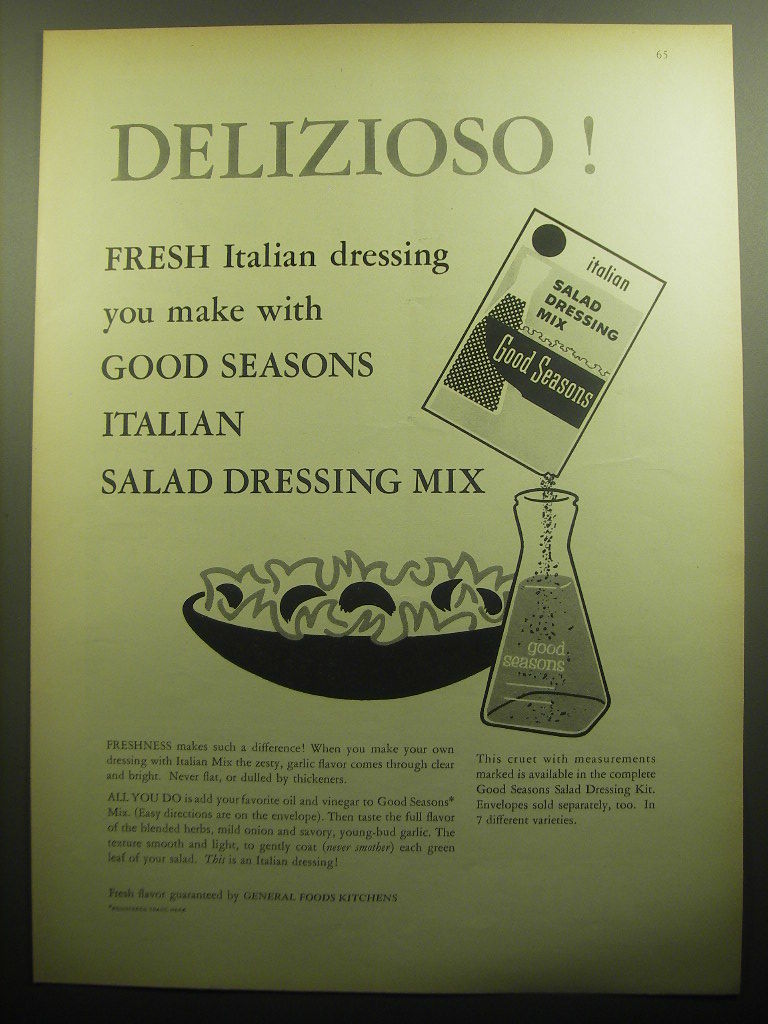 65
DELIZIOSO !
FRESH Italian dressing
you make with
GOOD SEASONS
ITALIAN
SALAD DRESSING MIX
italian
SALAD
DRESSING
MIX
Good Seasons
good
seasons
FRESHNESS makes such a difference! When you make your own
dressing with Italian Mix the zesty, garlic flavor comes through clear
and bright. Never flat, or dulled by thickeners.
ALL YOU DO is add your favorite oil and vinegar to Good Seasons*
Mix. (Easy directions are on the envelope). Then taste the full flavor
of the blended herbs, mild onion and savory, young-bud garlic. The
texture smooth and light, to gently coat (never smother) each green
leaf of your salad. This is an Italian dressing!
Fresh flavor guaranteed by GENERAL FOODS KITCHENS
*REGISTERED TRADE MARK
This cruet with measurements
marked is available in the complete
Good Seasons Salad Dressing Kit.
Envelopes sold separately, too. In
7 different varieties.